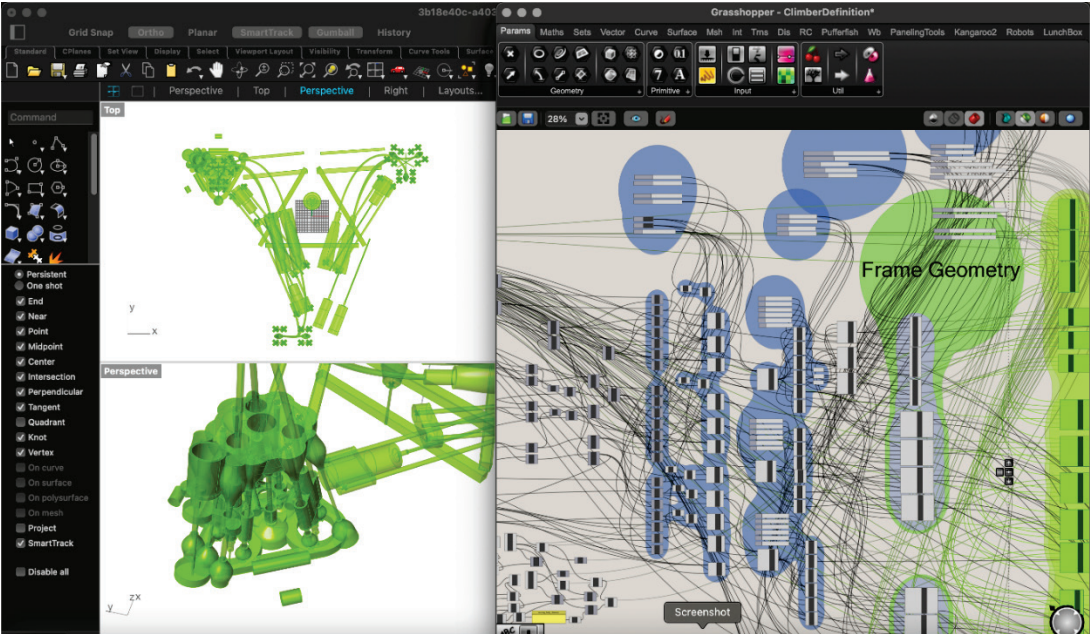 3b18e40c-a403
Grid Snap Ortho Planar SmartTrack Gumball History
Standard CPlanes Set View Display Select Viewport Layout Visibility Transform Curve Tools Surface
Perspective Top Perspective Right Layouts...
Command
Persistent
One shot
End
Near
Point
Midpoint
Center
Intersection
Perpendicular
Tangent
Quadrant
Knot
Vertex
On curve
On surface
On polysurface
On mesh
Project
SmartTrack
Disable all
Top
y
x
Perspective
z x
y
Grasshopper - ClimberDefinition*
Params Maths Sets Vector Curve Surface Msh Int Trns Dis RC Pufferfish Wb PanelingTools Kangaroo2 Robots LunchBox
Geometry Primitive Input Util
28%
Frame Geometry
Screenshot
ABC